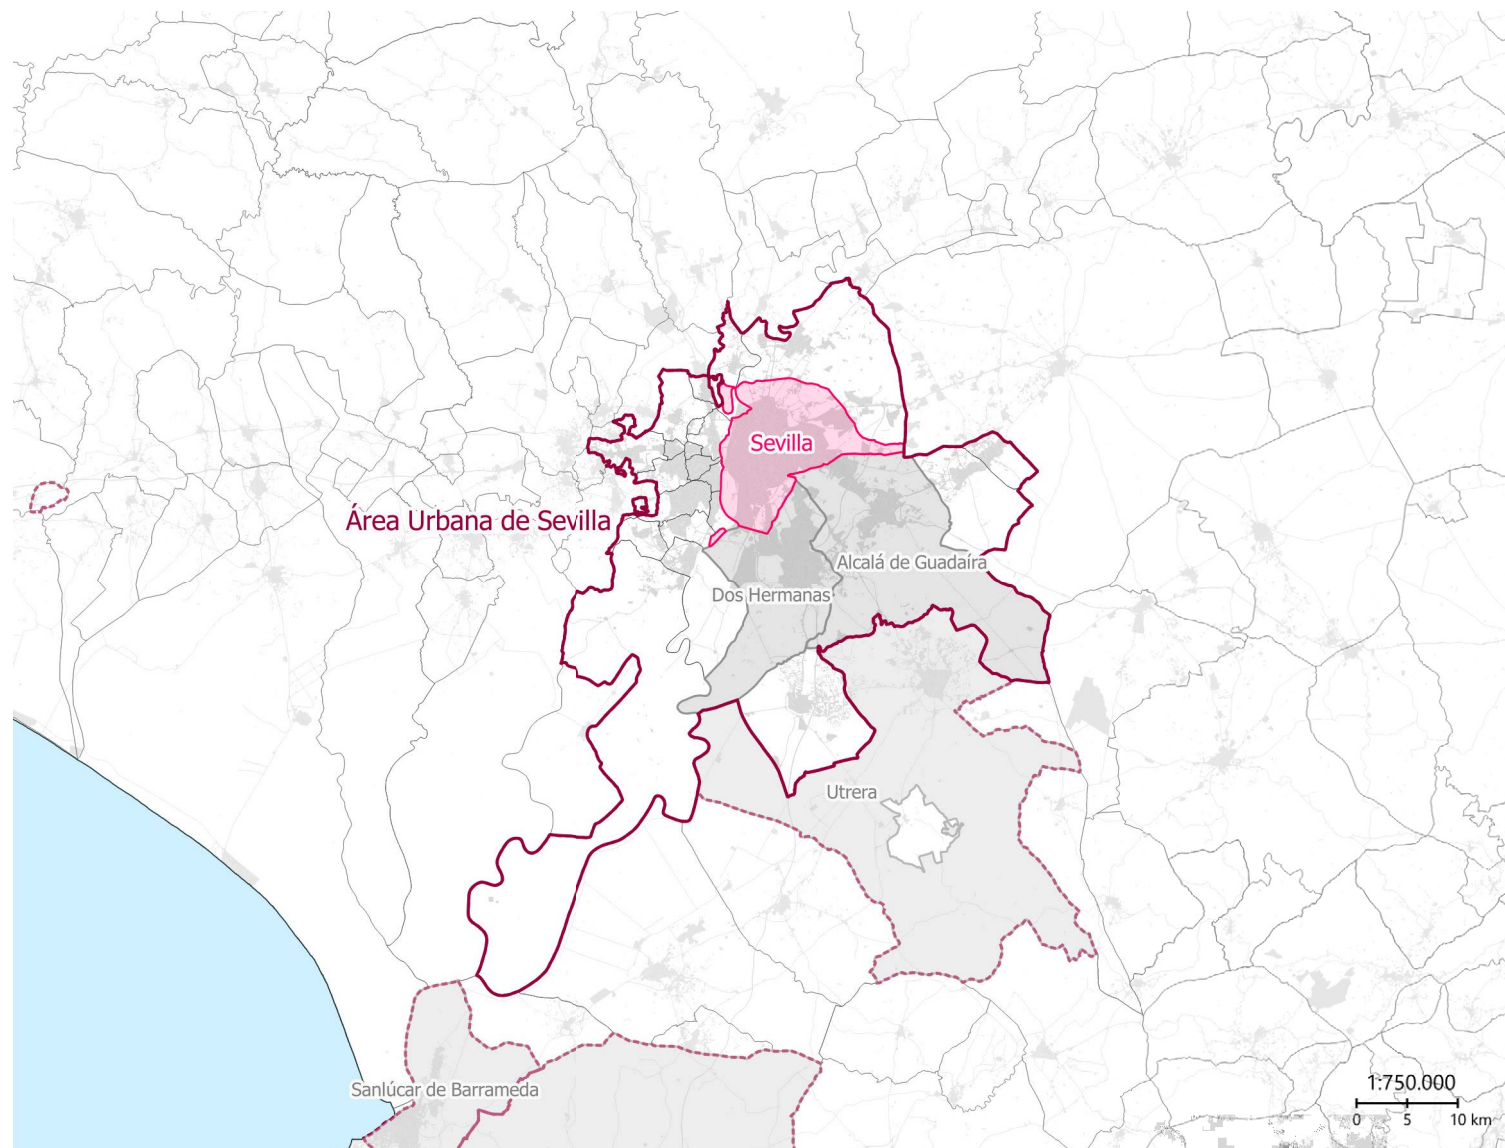 Sevilla
Área Urbana de Sevilla
Alcalá de Guadaíra
Dos Hermanas
Utrera
Sanlúcar de Barrameda
1:750.000
0 5 10 km